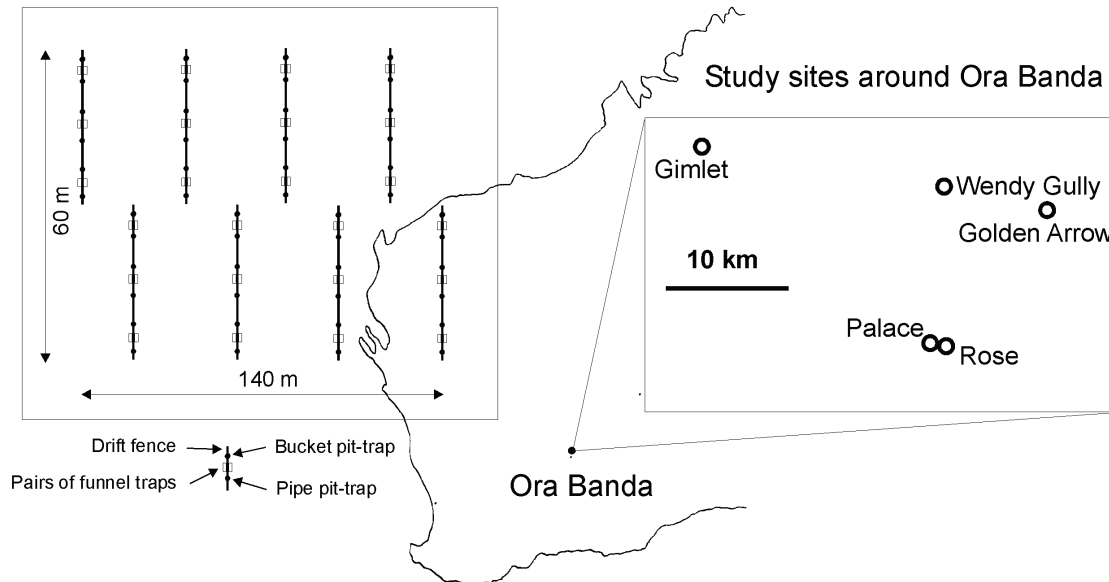 Study sites around Ora Banda
Gimlet
Wendy Gully
Golden Arrow
10 km
Palace
Rose
60 m
140 m
Drift fence
Bucket pit-trap
Pairs of funnel traps
Pipe pit-trap
Ora Banda